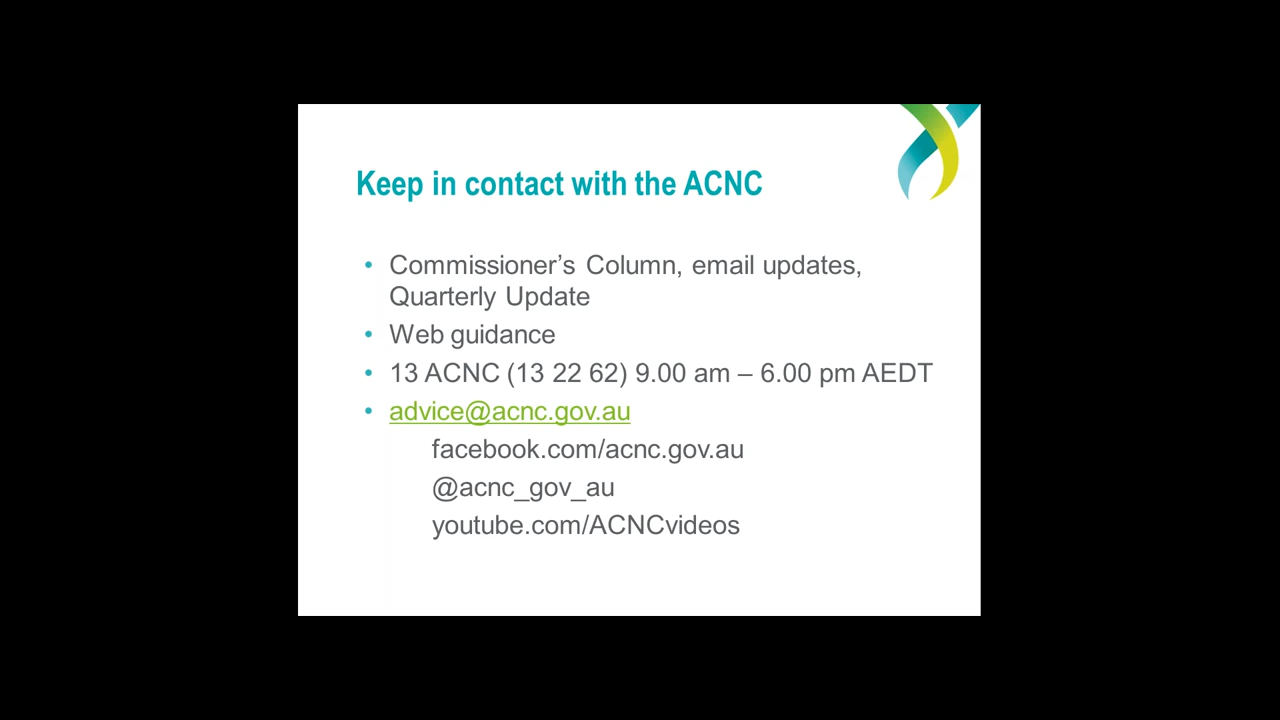 Keep in contact with the ACNC
• Commissioner’s Column, email updates,
Quarterly Update
• Web guidance
• 13 ACNC (13 22 62) 9.00 am – 6.00 pm AEDT
• advice@acnc.gov.au
facebook.com/acnc.gov.au
@acnc_gov_au
youtube.com/ACNCvideos